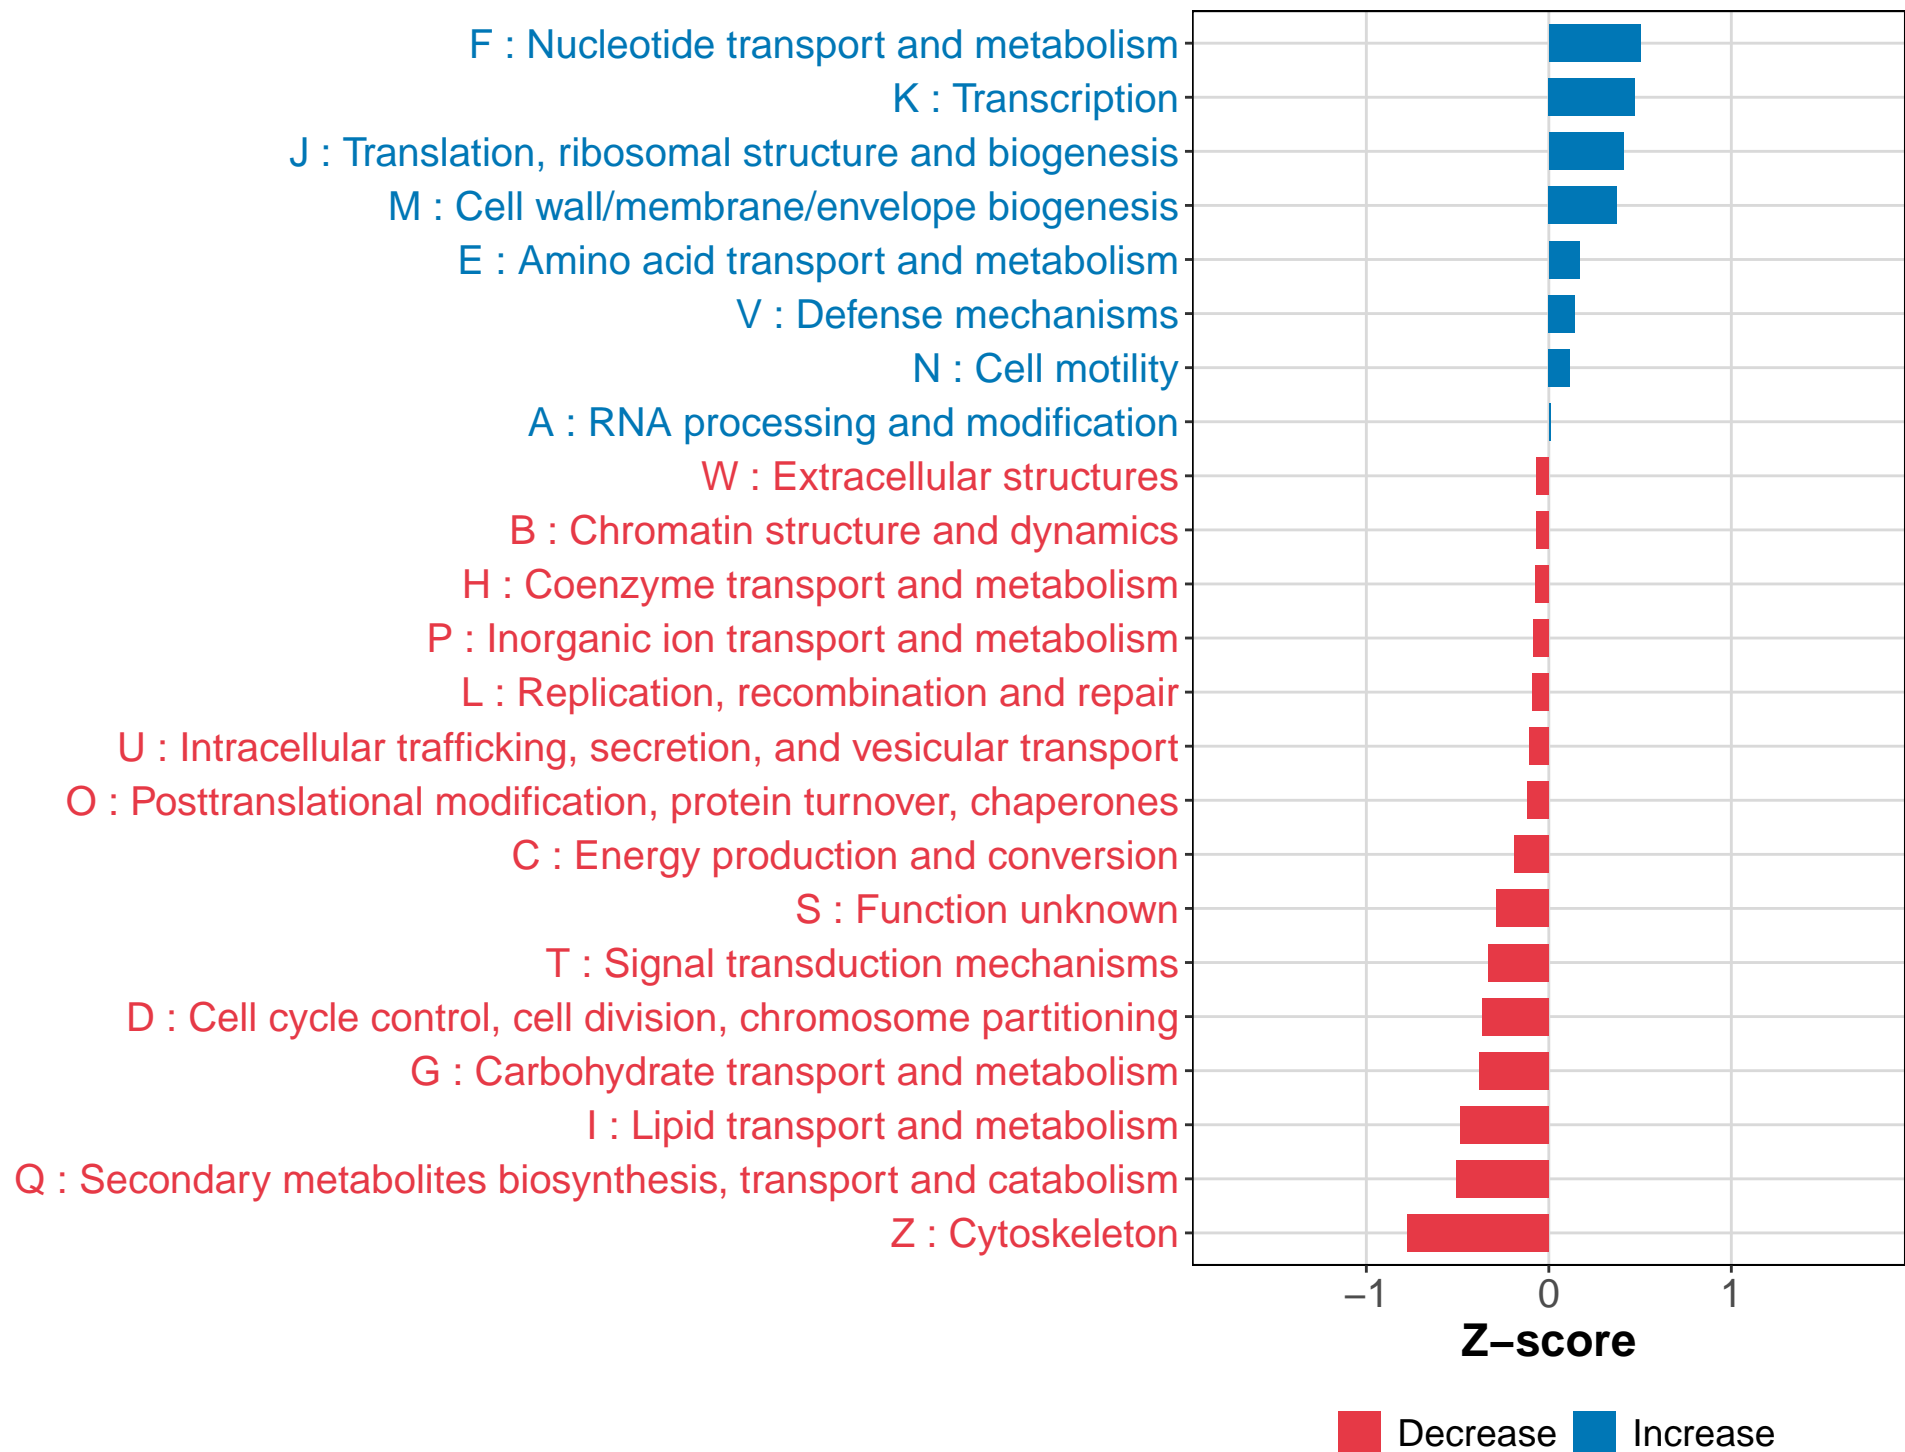 F : Nucleotide transport and metabolism
K : Transcription
J : Translation, ribosomal structure and biogenesis
M : Cell wall/membrane/envelope biogenesis
E : Amino acid transport and metabolism
V : Defense mechanisms
N : Cell motility
A : RNA processing and modification
W : Extracellular structures
B : Chromatin structure and dynamics
H : Coenzyme transport and metabolism
P : Inorganic ion transport and metabolism
L : Replication, recombination and repair
U : Intracellular trafficking, secretion, and vesicular transport
O : Posttranslational modification, protein turnover, chaperones
C : Energy production and conversion
S : Function unknown
T : Signal transduction mechanisms
D : Cell cycle control, cell division, chromosome partitioning
G : Carbohydrate transport and metabolism
I : Lipid transport and metabolism
Q : Secondary metabolites biosynthesis, transport and catabolism
Z : Cytoskeleton
−1 0 1
Z−score
Decrease Increase